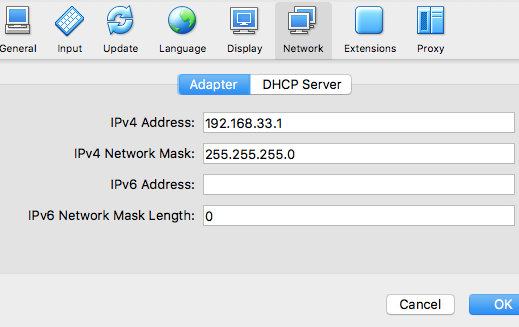 General Input Update Language Display Network Extensions Proxy
Adapter DHCP Server
IPv4 Address: 192.168.33.1
IPv4 Network Mask: 255.255.255.0
IPv6 Address:
IPv6 Network Mask Length: 0
Cancel OK